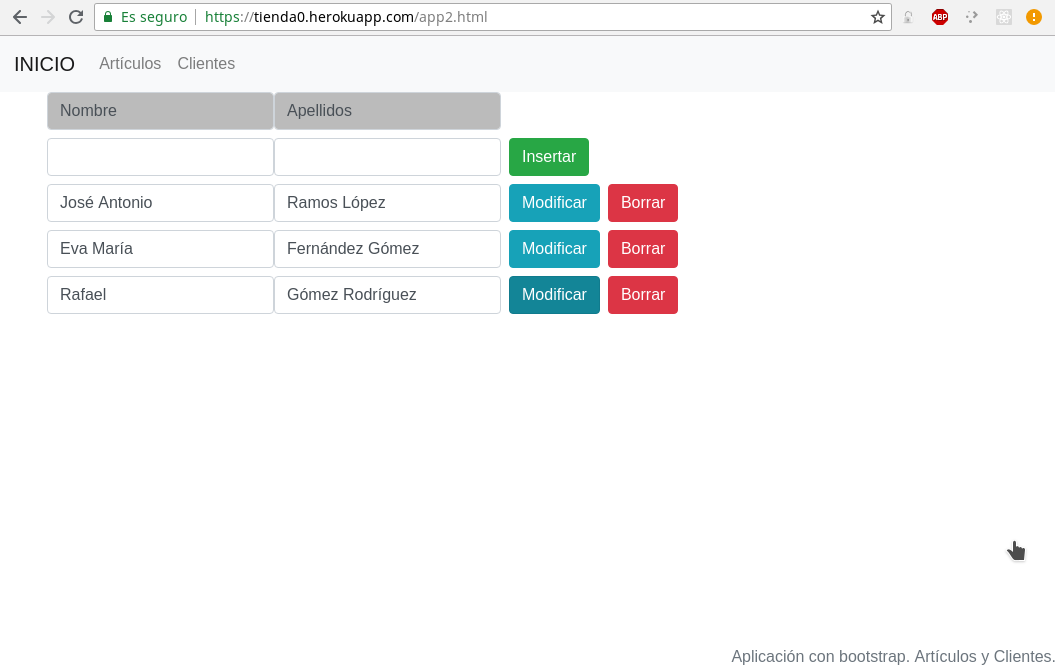 Es seguro https://tienda0.herokuapp.com/app2.html ABP
INICIO Artículos Clientes
Nombre Apellidos
Insertar
José Antonio Ramos López Modificar Borrar
Eva María Fernández Gómez Modificar Borrar
Rafael Gómez Rodríguez Modificar Borrar
Aplicación con bootstrap. Artículos y Clientes.